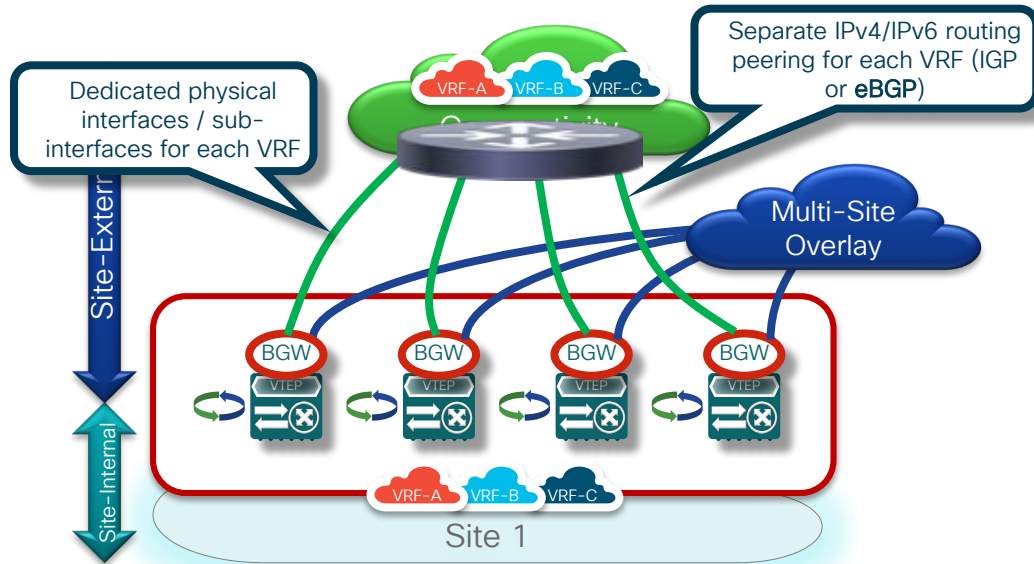 Dedicated physical
interfaces / sub-
interfaces for each VRF
Separate IPv4/IPv6 routing
peering for each VRF (IGP
or eBGP)
VRF-A
VRF-B
VRF-C
Multi-Site
Overlay
Site-Extern
Site-Internal
BGW
BGW
BGW
BGW
VTEP
VTEP
VTEP
VTEP
VRF-A
VRF-B
VRF-C
Site 1